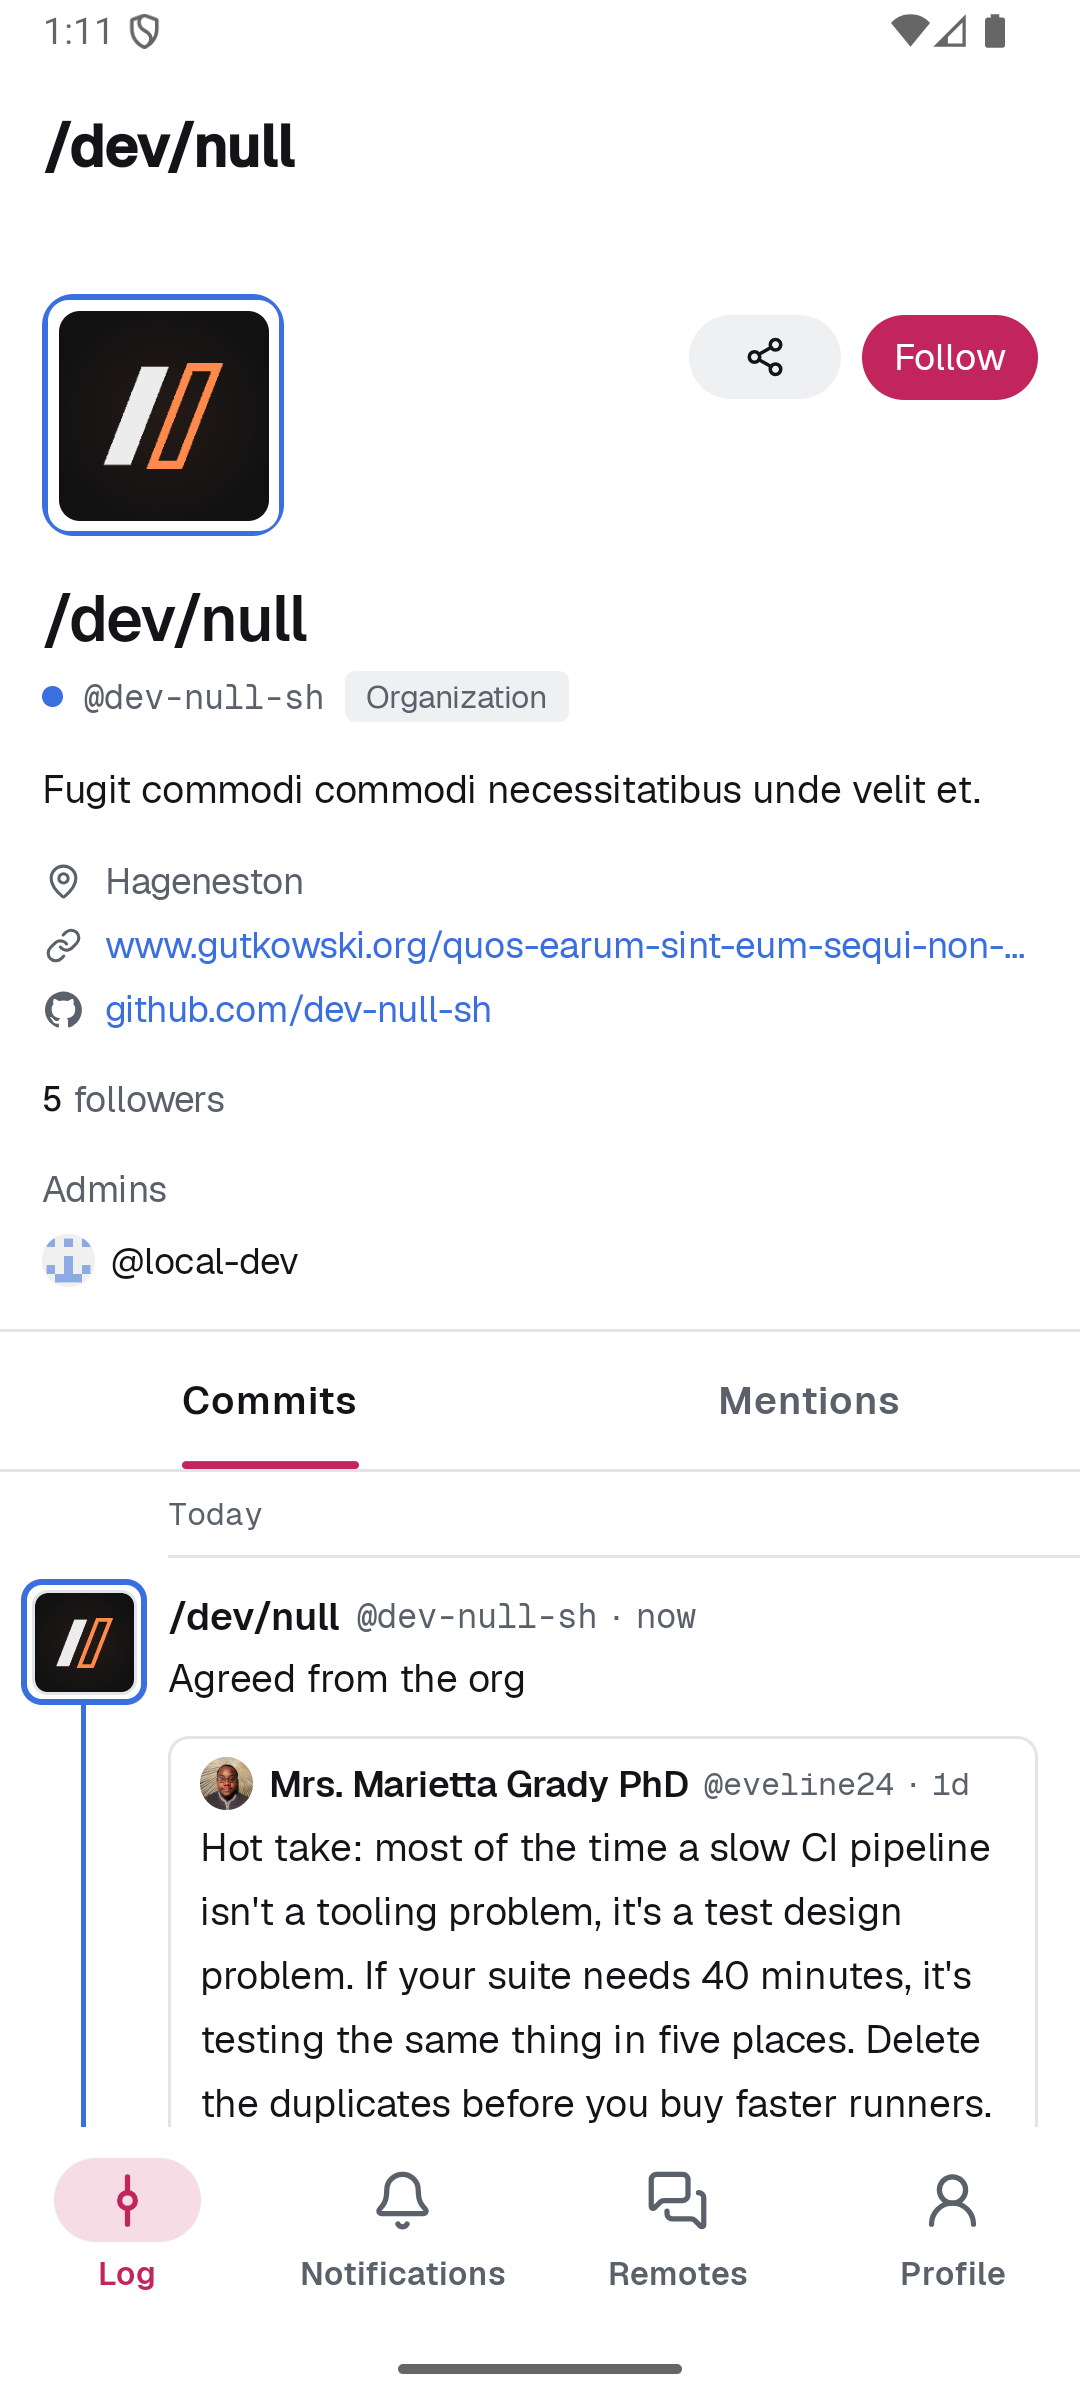 1:11
/dev/null
Follow
/dev/null
@dev-null-sh Organization
Fugit commodi commodi necessitatibus unde velit et.
Hageneston
www.gutkowski.org/quos-earum-sint-eum-sequi-non-...
github.com/dev-null-sh
5 followers
Admins
@local-dev
Commits Mentions
Today
/dev/null @dev-null-sh · now
Agreed from the org
Mrs. Marietta Grady PhD @eveline24 · 1d
Hot take: most of the time a slow CI pipeline
isn't a tooling problem, it's a test design
problem. If your suite needs 40 minutes, it's
testing the same thing in five places. Delete
the duplicates before you buy faster runners.
Log Notifications Remotes Profile